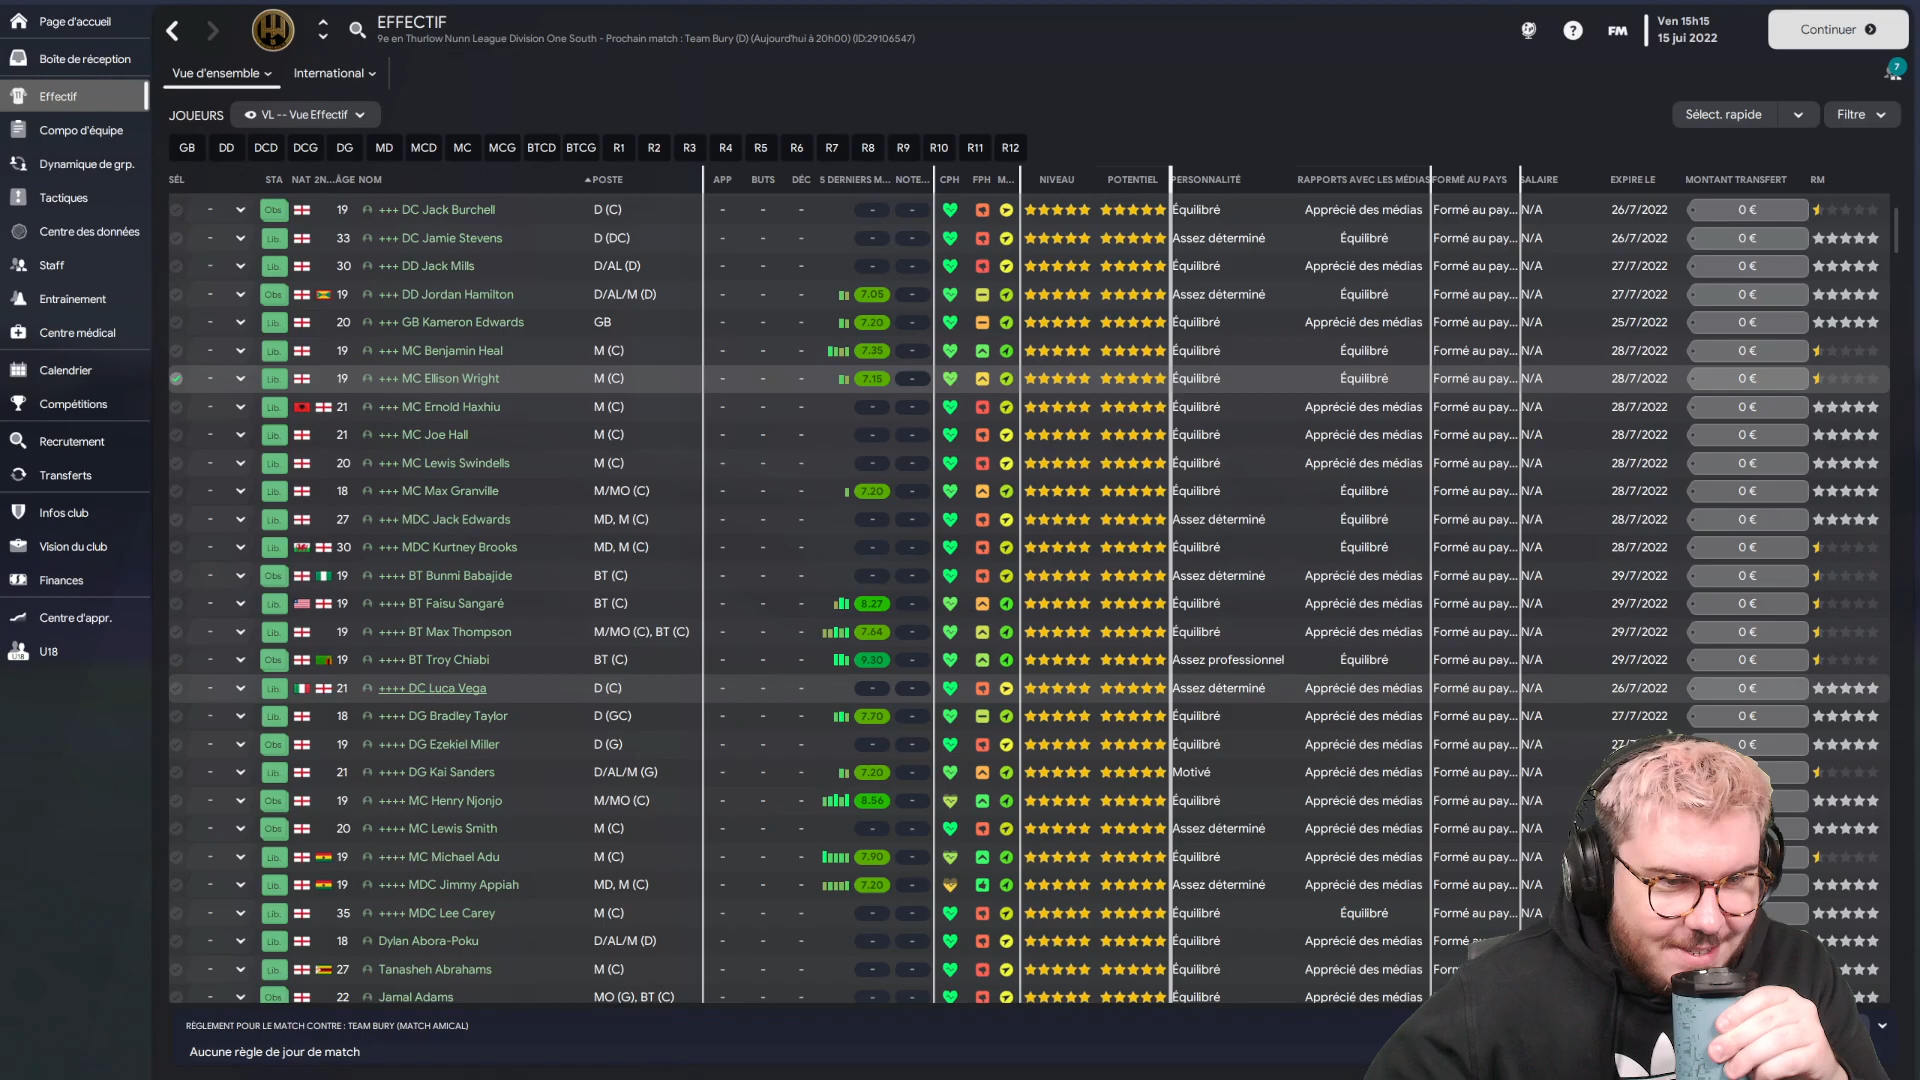 Page d'accueil
Boîte de réception
Effectif
Compo d'équipe
Dynamique de grp.
Tactiques
Centre des données
Staff
Entraînement
Centre médical
Calendrier
Compétitions
Recrutement
Transferts
Infos club
Vision du club
Finances
Centre d'appr.
U18
EFFECTIF
9e en Thurlow Nunn League Division One South - Prochain match : Team Bury (D) (Aujourd'hui à 20h00) (ID:29106547)
FM
Ven 15h15
15 jui 2022
Continuer
7
Vue d'ensemble
International
JOUEURS
VL -- Vue Effectif
Sélect. rapide
Filtre
GB DD DCD DCG DG MD MCD MC MCG BTCD BTCG R1 R2 R3 R4 R5 R6 R7 R8 R9 R10 R11 R12
SÉL STA NAT 2N... ÂGE NOM POSTE APP BUTS DÉC 5 DERNIERS M... NOTE... CPH FPH M... NIVEAU POTENTIEL PERSONNALITÉ RAPPORTS AVEC LES MÉDIAS FORMÉ AU PAYS SALAIRE EXPIRE LE MONTANT TRANSFERT RM
- Obs 19 +++ DC Jack Burchell D (C) - - - - - Équilibré Apprécié des médias Formé au pay... N/A 26/7/2022 0 €
- Lib. 33 +++ DC Jamie Stevens D (DC) - - - - - Assez déterminé Équilibré Formé au pay... N/A 26/7/2022 0 €
- Lib. 30 +++ DD Jack Mills D/AL (D) - - - - - Équilibré Apprécié des médias Formé au pay... N/A 27/7/2022 0 €
- Obs 19 +++ DD Jordan Hamilton D/AL/M (D) - - - 7.05 - Assez déterminé Équilibré Formé au pay... N/A 27/7/2022 0 €
- Lib. 20 +++ GB Kameron Edwards GB - - - 7.20 - Équilibré Apprécié des médias Formé au pay... N/A 25/7/2022 0 €
- Lib. 19 +++ MC Benjamin Heal M (C) - - - 7.35 - Équilibré Équilibré Formé au pay... N/A 28/7/2022 0 €
- Lib. 19 +++ MC Ellison Wright M (C) - - - 7.15 - Équilibré Équilibré Formé au pay... N/A 28/7/2022 0 €
- Lib. 21 +++ MC Ernold Haxhiu M (C) - - - - - Équilibré Apprécié des médias Formé au pay... N/A 28/7/2022 0 €
- Lib. 21 +++ MC Joe Hall M (C) - - - - - Équilibré Apprécié des médias Formé au pay... N/A 28/7/2022 0 €
- Lib. 20 +++ MC Lewis Swindells M (C) - - - - - Équilibré Apprécié des médias Formé au pay... N/A 28/7/2022 0 €
- Lib. 18 +++ MC Max Granville M/MO (C) - - - 7.20 - Équilibré Équilibré Formé au pay... N/A 28/7/2022 0 €
- Lib. 27 +++ MDC Jack Edwards MD, M (C) - - - - - Assez déterminé Équilibré Formé au pay... N/A 28/7/2022 0 €
- Lib. 30 +++ MDC Kurtney Brooks MD, M (C) - - - - - Équilibré Équilibré Formé au pay... N/A 28/7/2022 0 €
- Obs 19 ++++ BT Bunmi Babajide BT (C) - - - - - Assez déterminé Apprécié des médias Formé au pay... N/A 29/7/2022 0 €
- Lib. 19 ++++ BT Faisu Sangaré BT (C) - - - 8.27 - Équilibré Apprécié des médias Formé au pay... N/A 29/7/2022 0 €
- Lib. 19 ++++ BT Max Thompson M/MO (C), BT (C) - - - 7.64 - Équilibré Apprécié des médias Formé au pay... N/A 29/7/2022 0 €
- Obs 19 ++++ BT Troy Chiabi BT (C) - - - 9.30 - Assez professionnel Équilibré Formé au pay... N/A 29/7/2022 0 €
- Lib. 21 ++++ DC Luca Vega D (C) - - - - - Assez déterminé Apprécié des médias Formé au pay... N/A 26/7/2022 0 €
- Lib. 18 ++++ DG Bradley Taylor D (GC) - - - 7.70 - Équilibré Apprécié des médias Formé au pay... N/A 27/7/2022 0 €
- Lib. 19 ++++ DG Ezekiel Miller D (G) - - - - - Équilibré Apprécié des médias Formé au pay... N/A 0 €
- Lib. 21 ++++ DG Kai Sanders D/AL/M (G) - - - 7.20 - Motivé Apprécié des médias Formé au pay... N/A 0 €
- Obs 19 ++++ MC Henry Njonjo M/MO (C) - - - 8.56 - Équilibré Apprécié des médias Formé au pay... N/A
- Obs 20 ++++ MC Lewis Smith M (C) - - - - - Assez déterminé Apprécié des médias Formé au pay... N/A
- Lib. 19 ++++ MC Michael Adu M (C) - - - 7.90 - Équilibré Apprécié des médias Formé au pay... N/A
- Lib. 19 ++++ MDC Jimmy Appiah MD, M (C) - - - 7.20 - Assez déterminé Apprécié des médias Formé au pay... N/A
- Lib. 35 ++++ MDC Lee Carey M (C) - - - - - Équilibré Équilibré Formé au pay... N/A
- Lib. 18 Dylan Abora-Poku D/AL/M (D) - - - - - Équilibré Apprécié des médias Formé
- Lib. 27 Tanasheh Abrahams M (C) - - - - - Équilibré Apprécié des médias
- Obs 22 Jamal Adams MO (G), BT (C) - - - - - Équilibré Apprécié des médias
RÈGLEMENT POUR LE MATCH CONTRE : TEAM BURY (MATCH AMICAL)
Aucune règle de jour de match